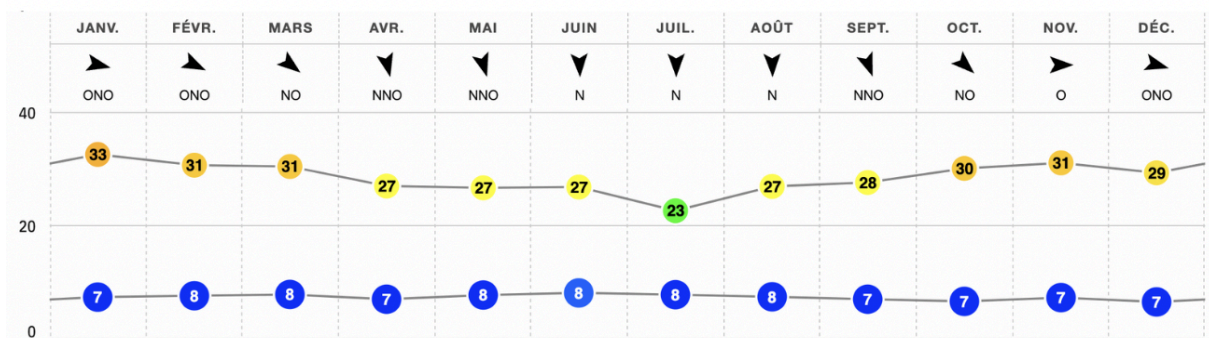 JANV. FÉVR. MARS AVR. MAI JUIN JUIL. AOÛT SEPT. OCT. NOV. DÉC.
ONO ONO NO NNO NNO N N N NNO NO O ONO
40
33 31 31 27 27 27 23 27 28 30 31 29
20
7 8 8 7 8 8 8 8 7 7 7 7
0